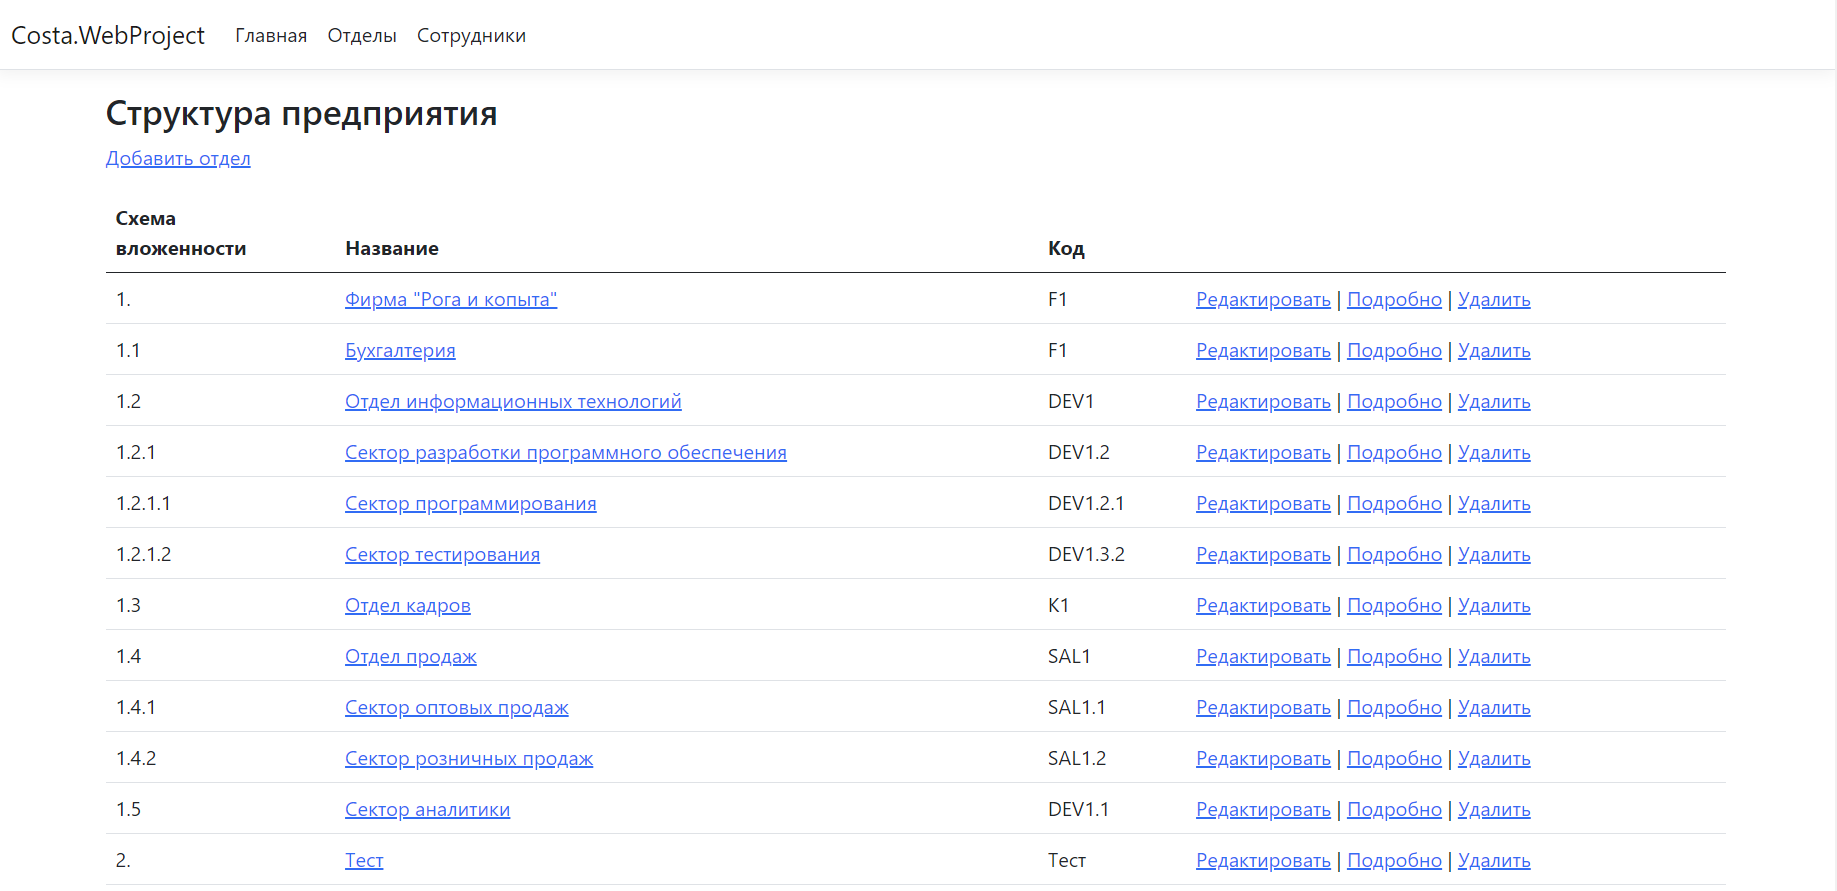 Costa.WebProject Главная Отделы Сотрудники
Структура предприятия
Добавить отдел
Схема
вложенности Название Код
1. Фирма "Рога и копыта" F1 Редактировать | Подробно | Удалить
1.1 Бухгалтерия F1 Редактировать | Подробно | Удалить
1.2 Отдел информационных технологий DEV1 Редактировать | Подробно | Удалить
1.2.1 Сектор разработки программного обеспечения DEV1.2 Редактировать | Подробно | Удалить
1.2.1.1 Сектор программирования DEV1.2.1 Редактировать | Подробно | Удалить
1.2.1.2 Сектор тестирования DEV1.3.2 Редактировать | Подробно | Удалить
1.3 Отдел кадров K1 Редактировать | Подробно | Удалить
1.4 Отдел продаж SAL1 Редактировать | Подробно | Удалить
1.4.1 Сектор оптовых продаж SAL1.1 Редактировать | Подробно | Удалить
1.4.2 Сектор розничных продаж SAL1.2 Редактировать | Подробно | Удалить
1.5 Сектор аналитики DEV1.1 Редактировать | Подробно | Удалить
2. Тест Тест Редактировать | Подробно | Удалить